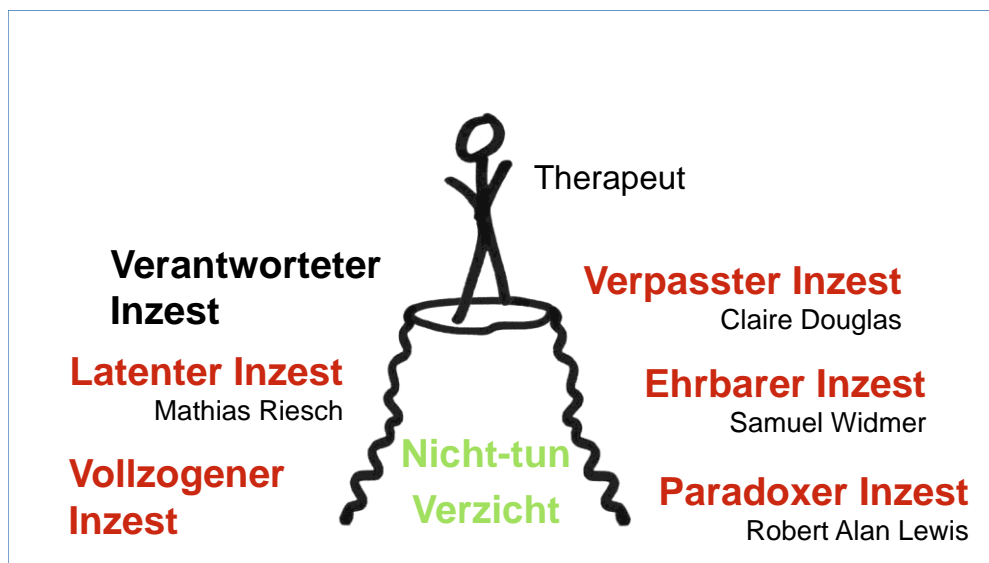 Therapeut
Verantworteter
Inzest
Verpasster Inzest
Claire Douglas
Latenter Inzest
Mathias Riesch
Ehrbarer Inzest
Samuel Widmer
Nicht-tun
Verzicht
Vollzogener
Inzest
Paradoxer Inzest
Robert Alan Lewis